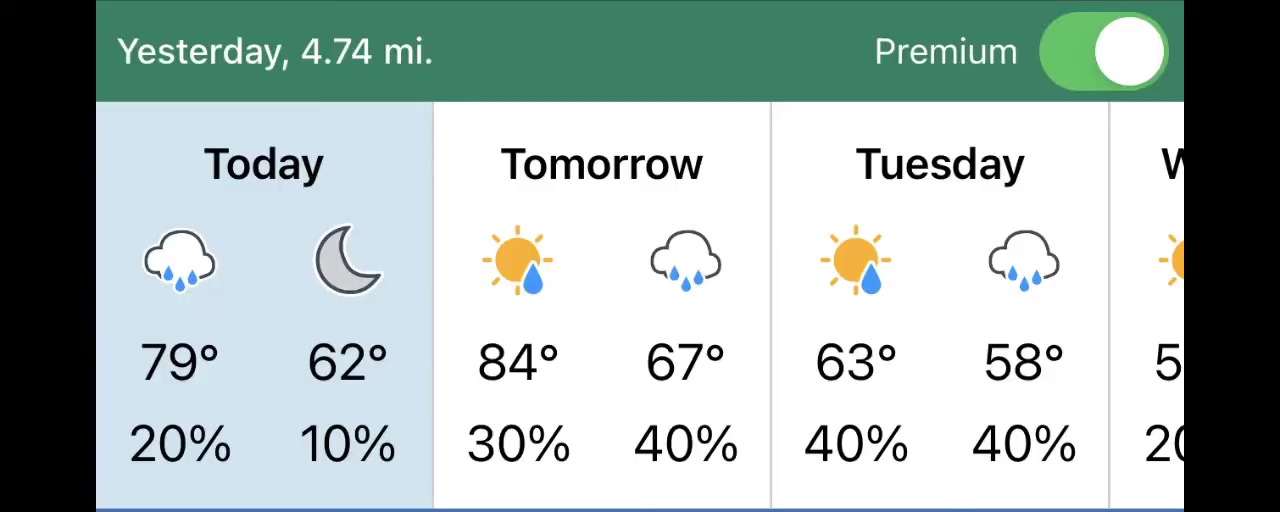 Yesterday, 4.74 mi. Premium
Today Tomorrow Tuesday
79° 62° 84° 67° 63° 58°
20% 10% 30% 40% 40% 40%